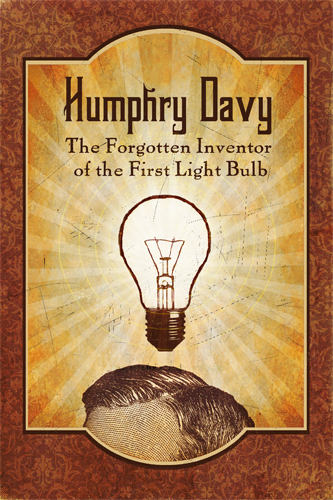 Humphry Davy
The Forgotten Inventor
of the First Light Bulb